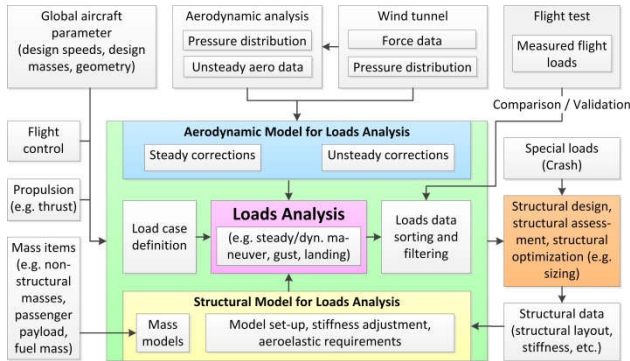 Global aircraft
parameter
(design speeds, design
masses, geometry)
Aerodynamic analysis
Pressure distribution
Unsteady aero data
Wind tunnel
Force data
Pressure distribution
Flight test
Measured flight
loads
Comparison / Validation
Flight
control
Propulsion
(e.g. thrust)
Mass items
(e.g. non-
structural masses,
passenger
payload,
fuel mass)
Aerodynamic Model for Loads Analysis
Steady corrections
Unsteady corrections
Load case
definition
Loads Analysis
(e.g. steady/dyn. ma-
neuver, gust, landing)
Loads data
sorting and
filtering
Structural Model for Loads Analysis
Mass
models
Model set-up, stiffness adjustment,
aeroelastic requirements
Special loads
(Crash)
Structural design,
structural assess-
ment, structural
optimization (e.g.
sizing)
Structural data
(structural layout,
stiffness, etc.)